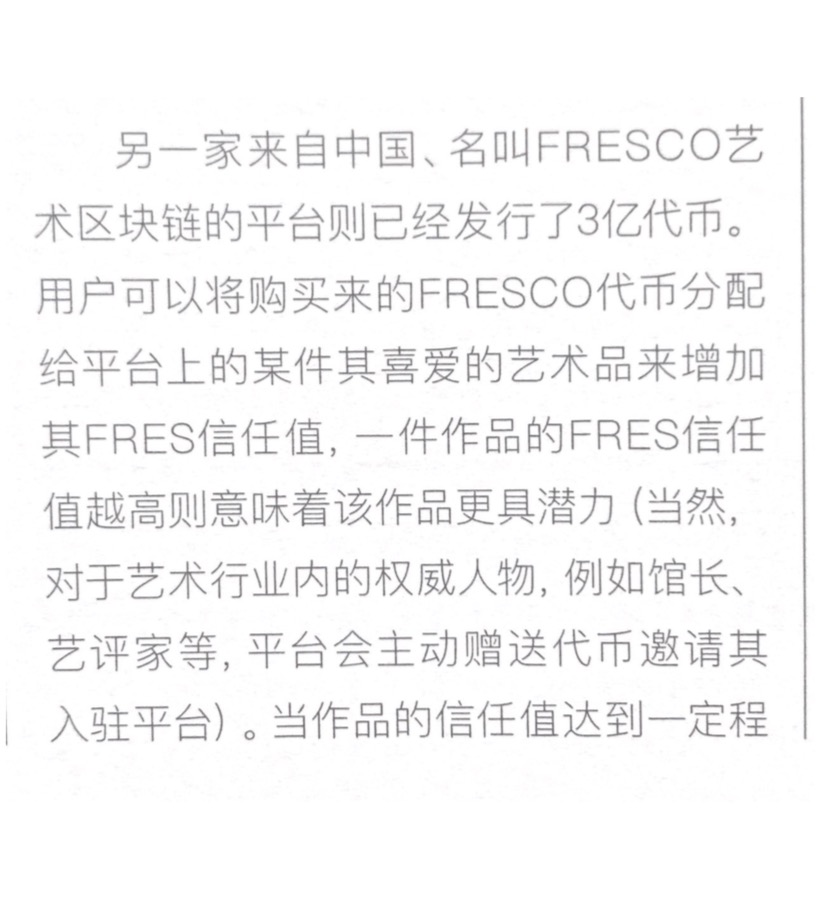 另一家来自中国、名叫FRESCO艺
术区块链的平台则已经发行了3亿代币。
用户可以将购买来的FRESCO代币分配
给平台上的某件其喜爱的艺术品来增加
其FRES信任值，一件作品的FRES信任
值越高则意味着该作品更具潜力（当然，
对于艺术行业内的权威人物，例如馆长、
艺评家等，平台会主动赠送代币邀请其
入驻平台）。当作品的信任值达到一定程